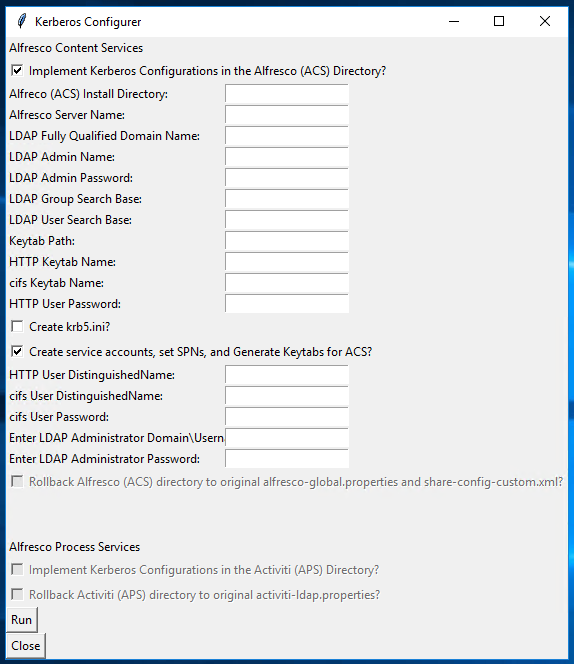 Kerberos Configurer
Alfresco Content Services
Implement Kerberos Configurations in the Alfresco (ACS) Directory?
Alfreco (ACS) Install Directory:
Alfresco Server Name:
LDAP Fully Qualified Domain Name:
LDAP Admin Name:
LDAP Admin Password:
LDAP Group Search Base:
LDAP User Search Base:
Keytab Path:
HTTP Keytab Name:
cifs Keytab Name:
HTTP User Password:
Create krb5.ini?
Create service accounts, set SPNs, and Generate Keytabs for ACS?
HTTP User DistinguishedName:
cifs User DistinguishedName:
cifs User Password:
Enter LDAP Administrator Domain\Usern
Enter LDAP Administrator Password:
Rollback Alfresco (ACS) directory to original alfresco-global.properties and share-config-custom.xml?
Alfresco Process Services
Implement Kerberos Configurations in the Activiti (APS) Directory?
Rollback Activiti (APS) directory to original activiti-ldap.properties?
Run
Close